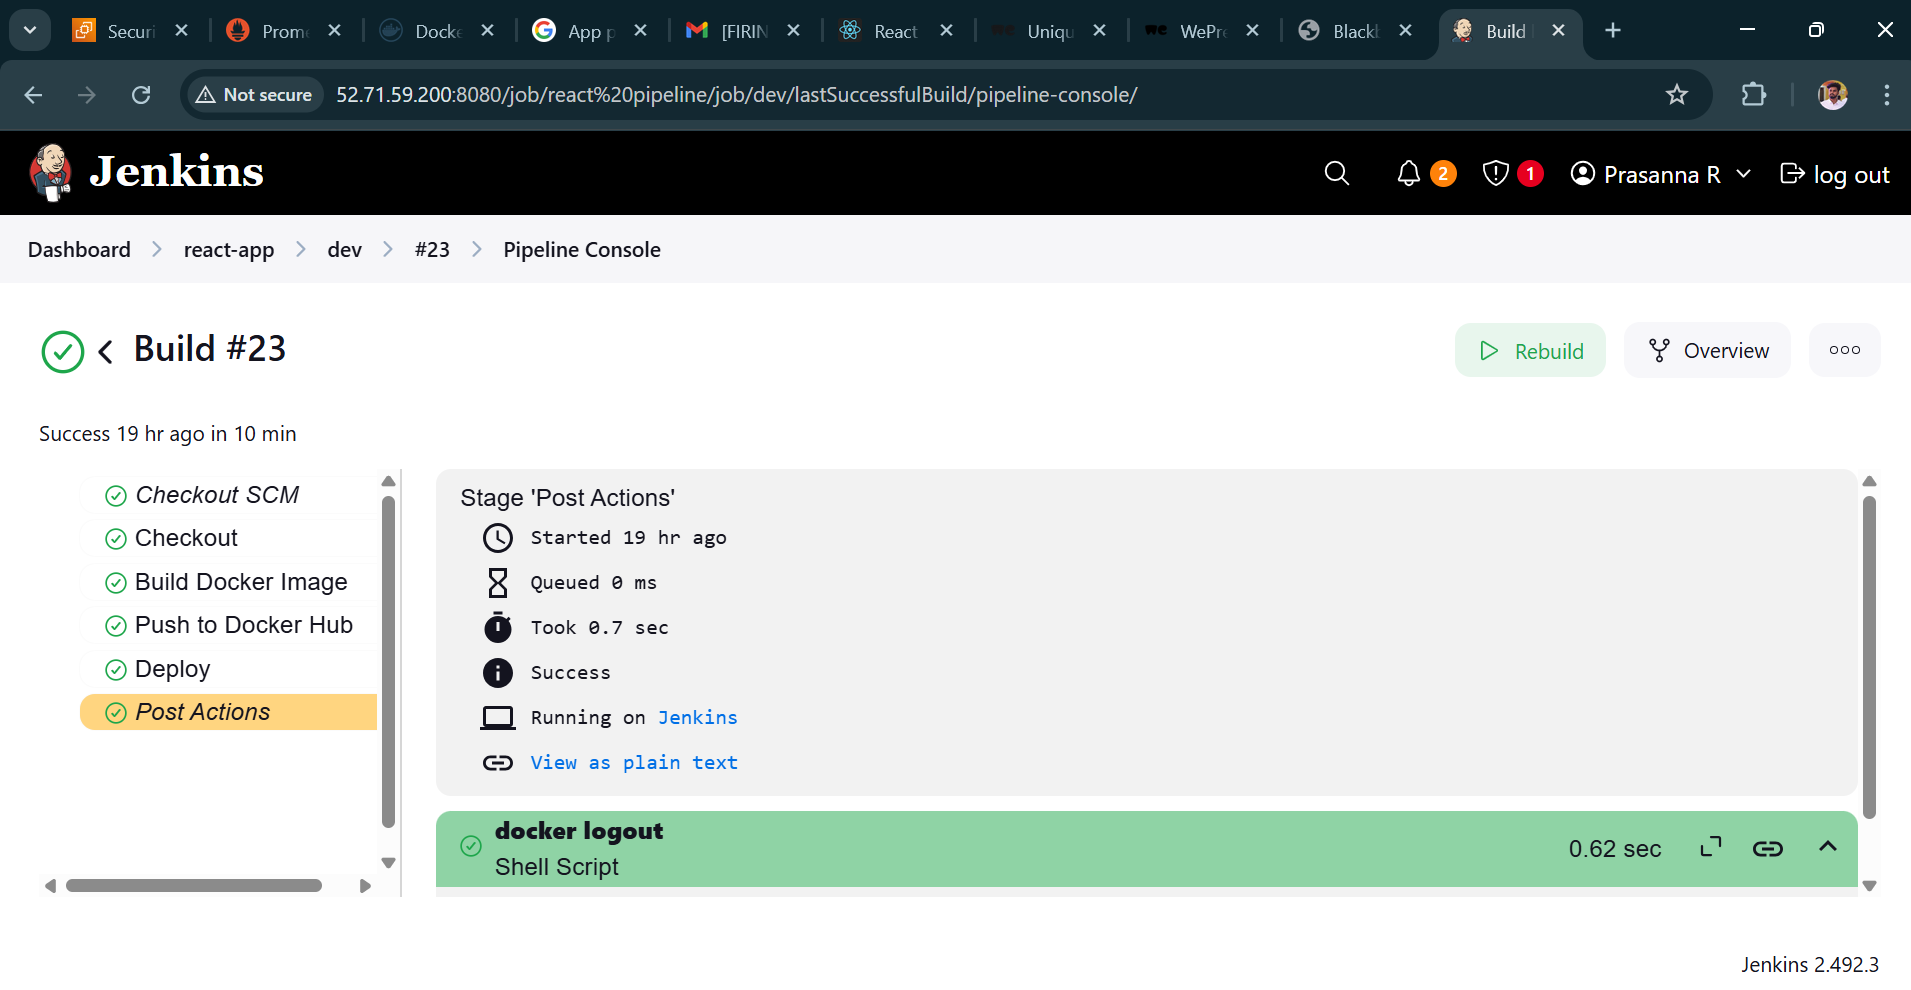 Securi
Prom
Docke
App p
[FIRIN
React
Uniqu
WePre
Black
Build
Not secure
52.71.59.200:8080/job/react%20pipeline/job/dev/lastSuccessfulBuild/pipeline-console/
Jenkins
2
1
Prasanna R
log out
Dashboard
react-app
dev
#23
Pipeline Console
Build #23
Rebuild
Overview
Success 19 hr ago in 10 min
Checkout SCM
Checkout
Build Docker Image
Push to Docker Hub
Deploy
Post Actions
Stage 'Post Actions'
Started 19 hr ago
Queued 0 ms
Took 0.7 sec
Success
Running on Jenkins
View as plain text
docker logout
Shell Script
0.62 sec
Jenkins 2.492.3